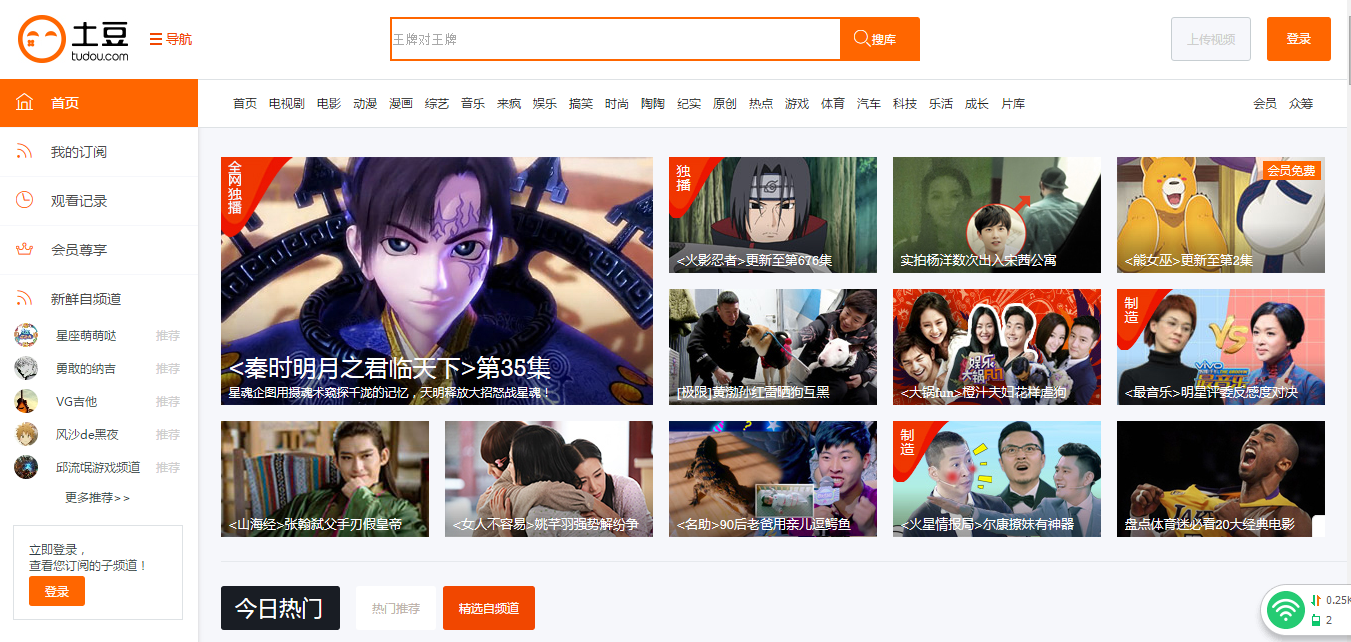 土豆
tudou.com
导航
王牌对王牌
搜库
上传视频
登录
首页
首页 电视剧 电影 动漫 漫画 综艺 音乐 来疯 娱乐 搞笑 时尚 陶陶 纪实 原创 热点 游戏 体育 汽车 科技 乐活 成长 片库
会员 众筹
我的订阅
观看记录
会员尊享
新鲜自频道
星座萌萌哒 推荐
勇敢的纳吉 推荐
VG吉他 推荐
风沙de黑夜 推荐
邱流氓游戏频道 推荐
更多推荐>>
立即登录，
查看您订阅的子频道！
登录
全网独播
<秦时明月之君临天下>第35集
星魂企图用摄魂术窥探千泷的记忆，天明释放大招怒战星魂！
独播
<火影忍者>更新至第676集
实拍杨洋数次出入宋茜公寓
会员免费
<熊女巫>更新至第2集
[极限]黄渤孙红雷晒狗互黑
娱乐
<大锅fun>橙汁夫妇花样虐狗
制造
VS
VIVO
最音乐
<最音乐>明星评委反感度对决
<山海经>张翰弑父手刃假皇帝
<女人不容易>姚芊羽强势解纷争
<名助>90后老爸用亲儿逗鳄鱼
制造
<火星情报局>尔康撩妹有神器
盘点体育迷必看20大经典电影
今日热门
热门推荐
精选自频道
0.25K
2